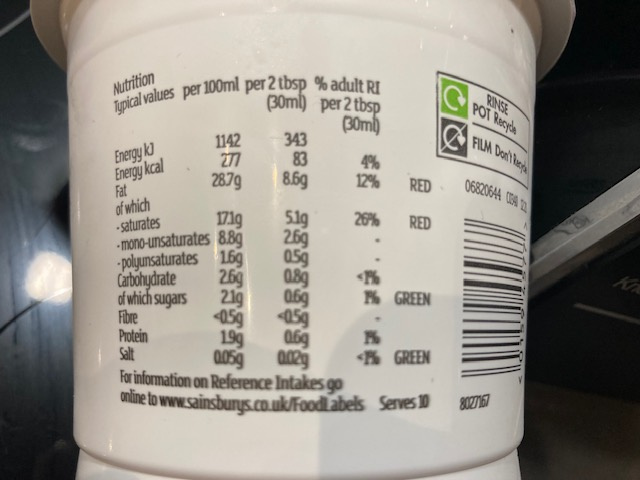 Nutrition
Typical values per 100ml per 2 tbsp % adult RI
(30ml) per 2 tbsp
(30ml)
Energy kJ 1142 343
Energy kcal 277 83 4%
Fat 28.7g 8.6g 12% RED
of which
- saturates 17.1g 5.1g 26% RED
- mono-unsaturates 8.8g 2.6g -
- polyunsaturates 1.6g 0.5g -
Carbohydrate 2.6g 0.8g <1%
of which sugars 2.1g 0.6g 1% GREEN
Fibre <0.5g <0.5g -
Protein 1.9g 0.6g 1%
Salt 0.05g 0.02g <1% GREEN
For information on Reference Intakes go
online to www.sainsburys.co.uk/FoodLabels Serves 10
RINSE
POT Recycle
FILM Don't Recycle
06820644
8027167